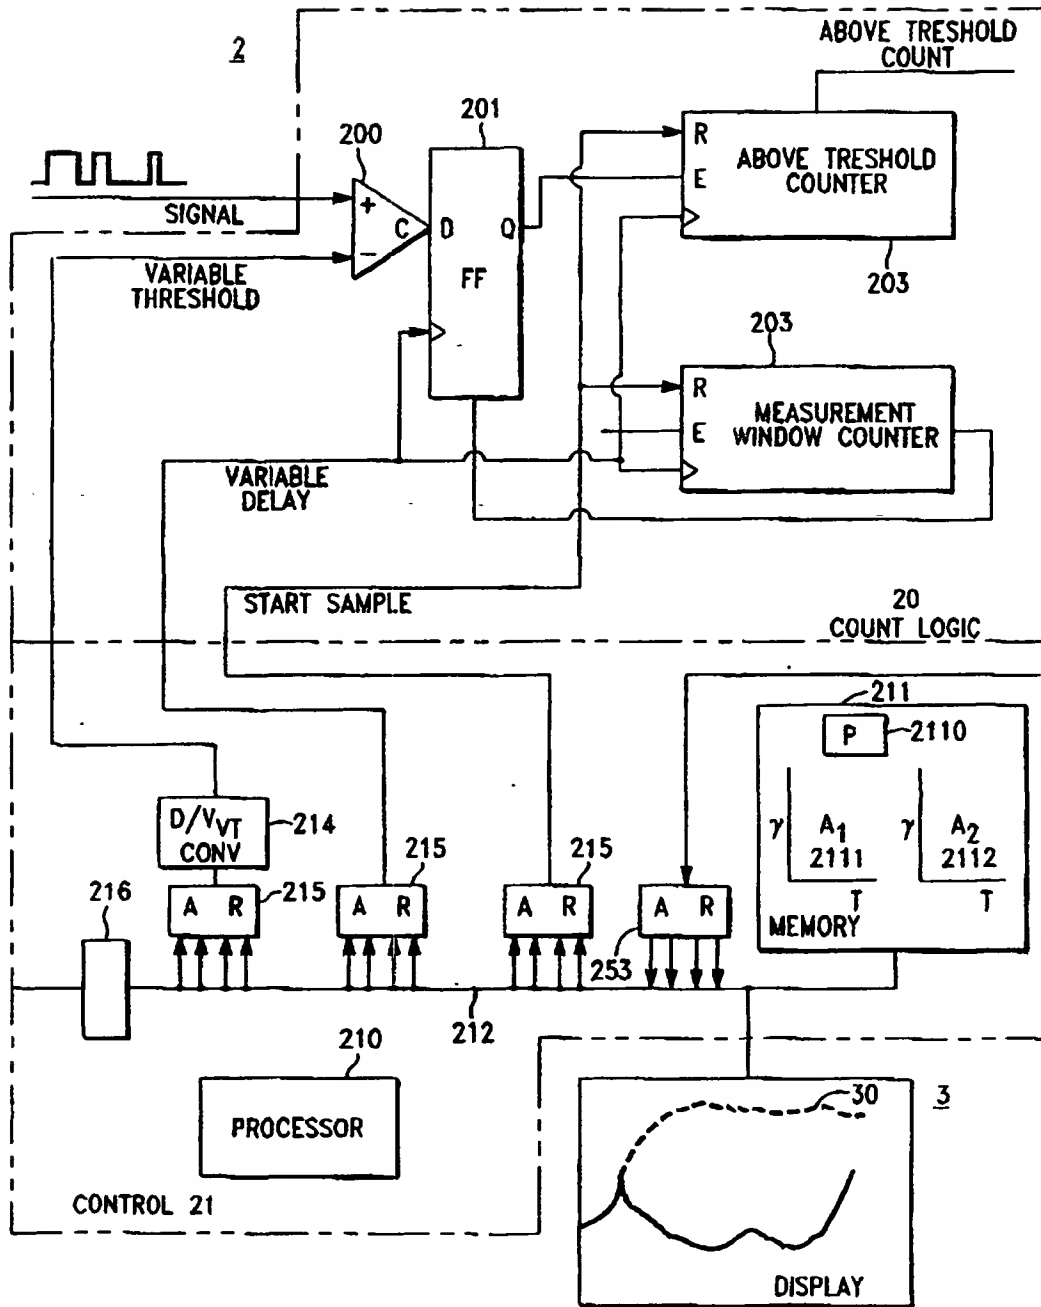 2
ABOVE TRESHOLD
COUNT
201
200
R
E
ABOVE TRESHOLD
COUNTER
SIGNAL
+
C
D
Q
FF
-
VARIABLE
THRESHOLD
203
203
R
E
MEASUREMENT
WINDOW COUNTER
VARIABLE
DELAY
START SAMPLE
20
COUNT LOGIC
211
P
2110
γ
A1
2111
T
γ
A2
2112
T
MEMORY
D/VVT
CONV
214
216
A R
215
215
A R
215
A R
A R
253
212
210
PROCESSOR
CONTROL 21
30
3
DISPLAY